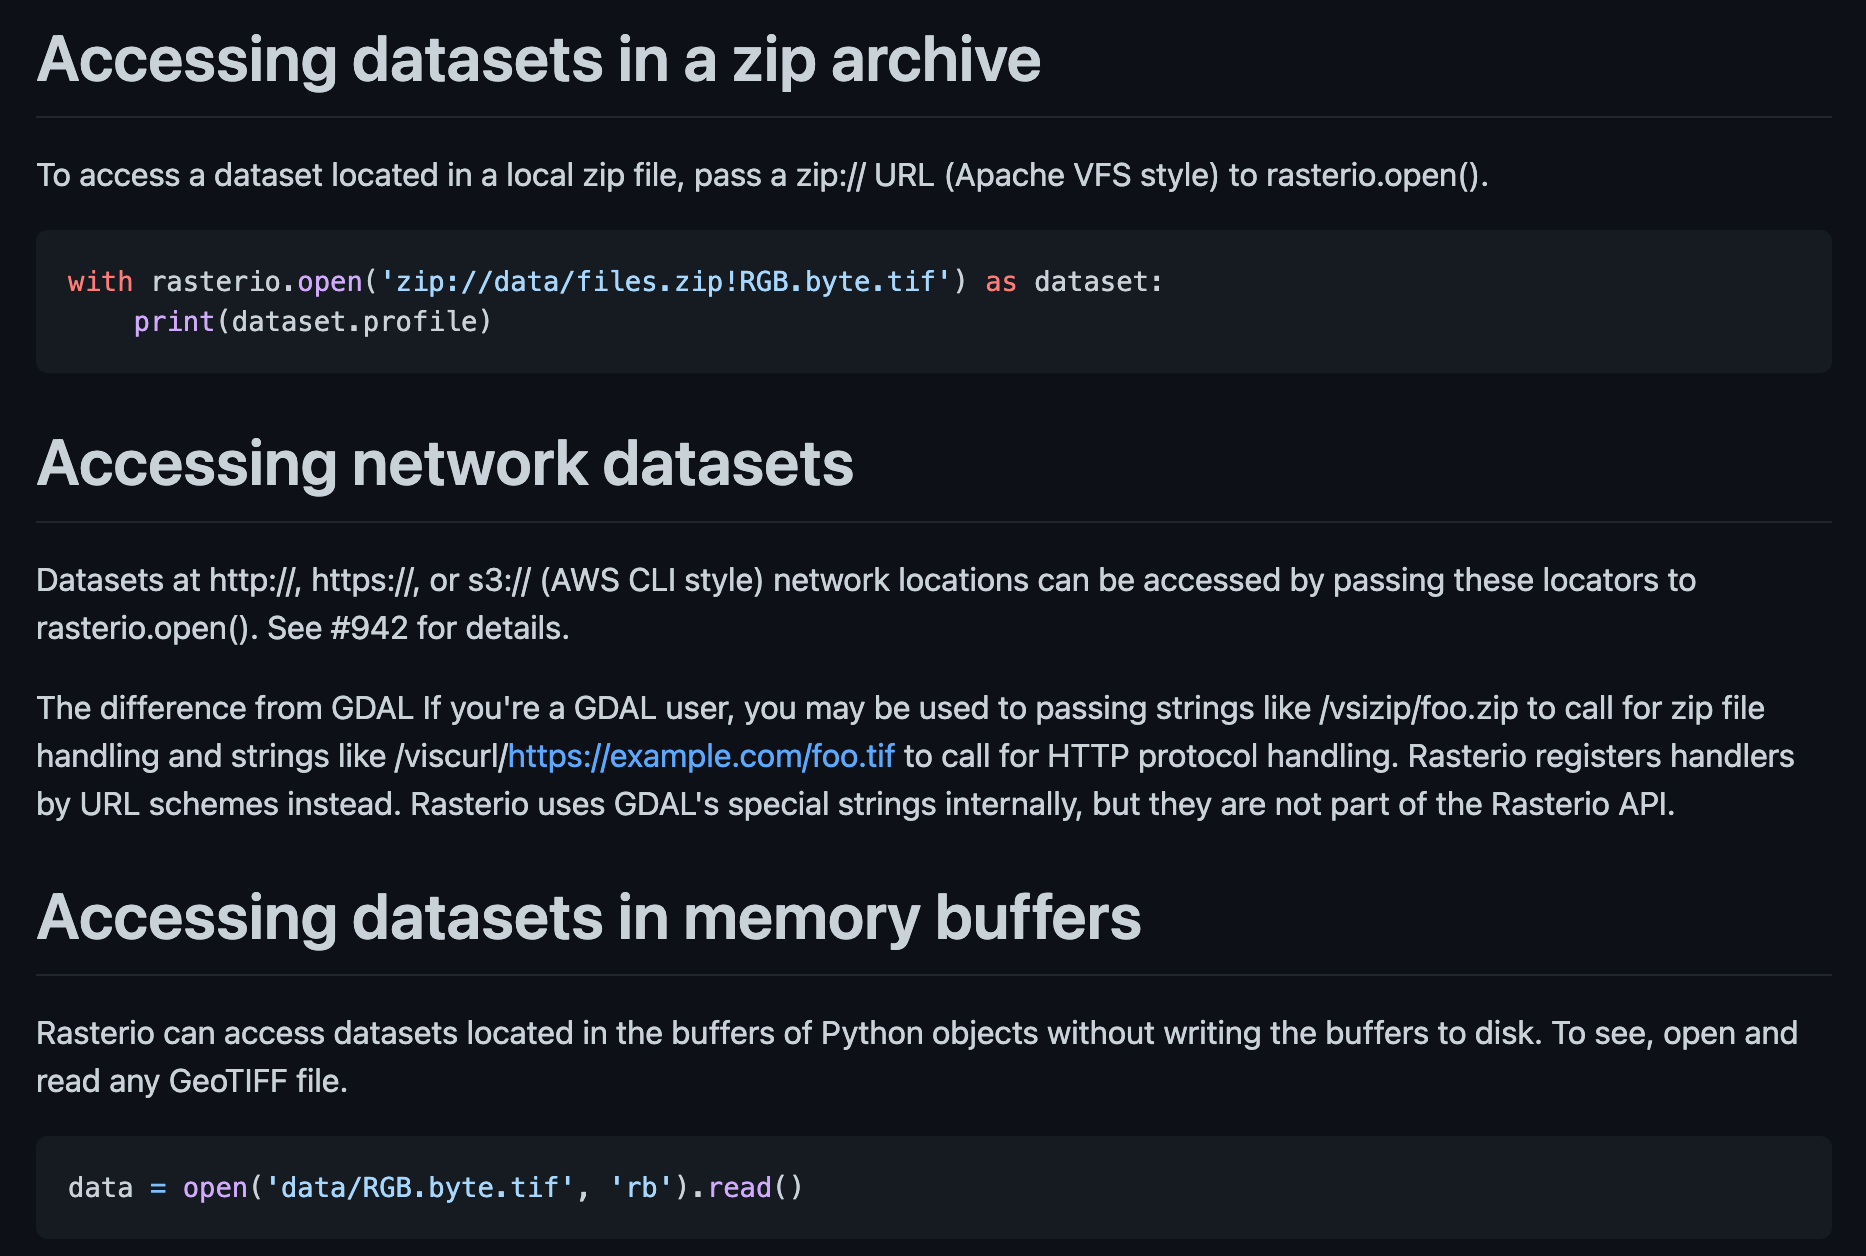 Accessing datasets in a zip archive
To access a dataset located in a local zip file, pass a zip:// URL (Apache VFS style) to rasterio.open().
with rasterio.open('zip://data/files.zip!RGB.byte.tif') as dataset:
    print(dataset.profile)
Accessing network datasets
Datasets at http://, https://, or s3:// (AWS CLI style) network locations can be accessed by passing these locators to
rasterio.open(). See #942 for details.
The difference from GDAL If you're a GDAL user, you may be used to passing strings like /vsizip/foo.zip to call for zip file
handling and strings like /viscurl/https://example.com/foo.tif to call for HTTP protocol handling. Rasterio registers handlers
by URL schemes instead. Rasterio uses GDAL's special strings internally, but they are not part of the Rasterio API.
Accessing datasets in memory buffers
Rasterio can access datasets located in the buffers of Python objects without writing the buffers to disk. To see, open and
read any GeoTIFF file.
data = open('data/RGB.byte.tif', 'rb').read()